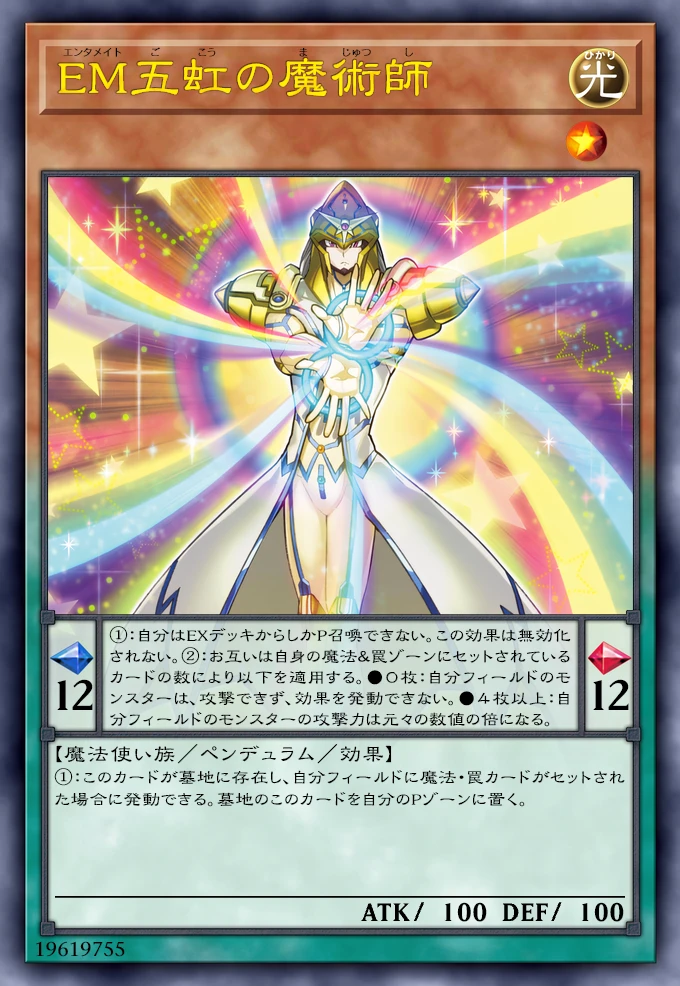 エンタメイト ご こう ま じゅつ し
EM五虹の魔術師
ひかり
光
①：自分はEXデッキからしかP召喚できない。この効果は無効化
されない。②：お互いは自身の魔法&罠ゾーンにセットされている
カードの数により以下を適用する。●０枚：自分フィールドのモ
ンスターは、攻撃できず、効果を発動できない。●４枚以上：自
分フィールドのモンスターの攻撃力は元々の数値の倍になる。
12
12
【魔法使い族／ペンデュラム／効果】
①：このカードが墓地に存在し、自分フィールドに魔法・罠カードがセットされ
た場合に発動できる。墓地のこのカードを自分のPゾーンに置く。
ATK/ 100 DEF/ 100
19619755